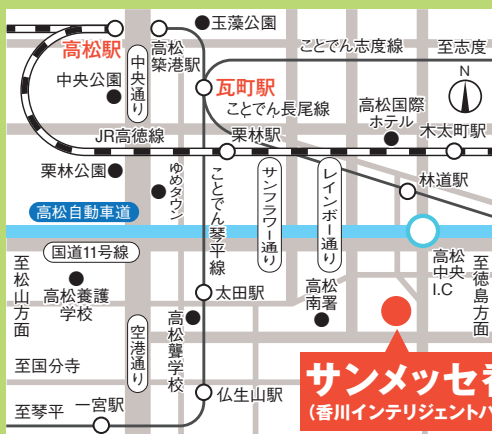 玉藻公園
高松駅
高松
築港駅
ことでん志度線
至志度
中央公園
中央通り
瓦町駅
N
ことでん長尾線
高松国際
ホテル
JR高徳線
栗林駅
木太町駅
栗林公園
ゆめタウン
ことでん琴平線
サンフラワー通り
レインボー通り
林道駅
高松自動車道
国道11号線
至松山方面
高松養護
学校
太田駅
高松
南署
高松
中央
I.C
至徳島方面
空港通り
高松聾学校
至国分寺
サンメッセ香
(香川インテリジェントパ
至琴平
一宮駅
仏生山駅